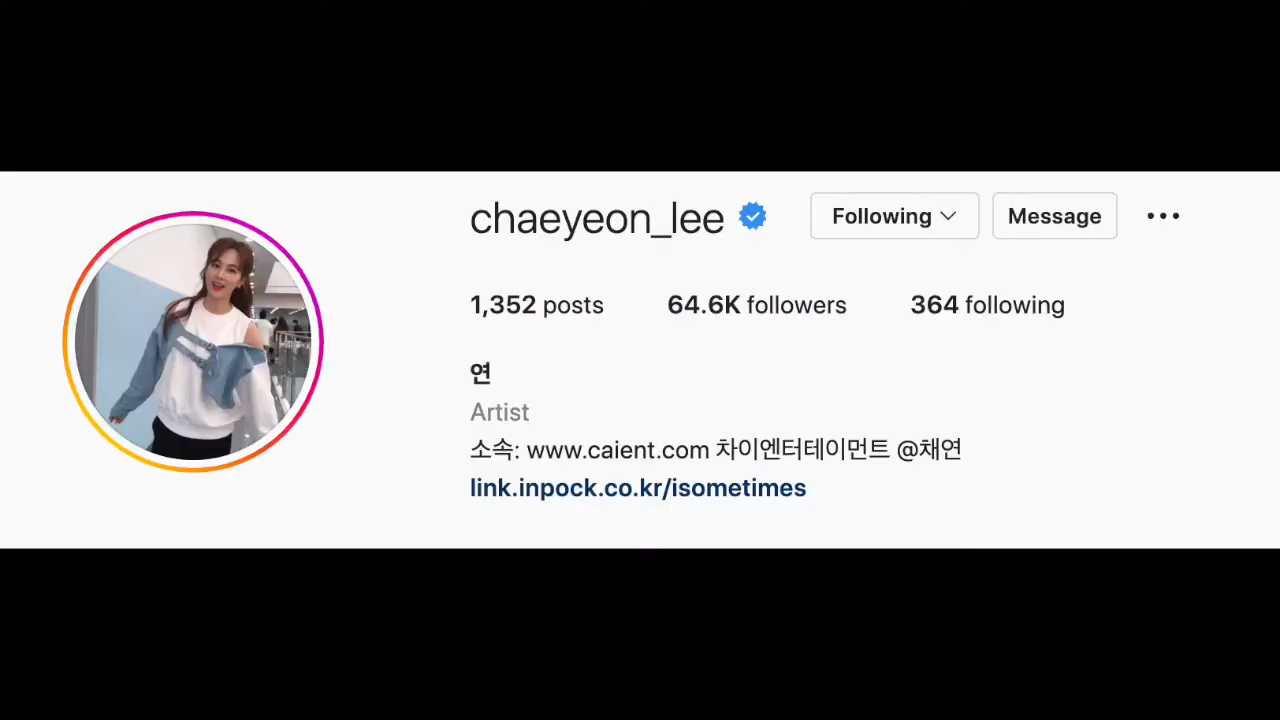 chaeyeon_lee Following Message
1,352 posts 64.6K followers 364 following
연
Artist
소속: www.caient.com 차이엔터테이먼트 @채연
link.inpock.co.kr/isometimes